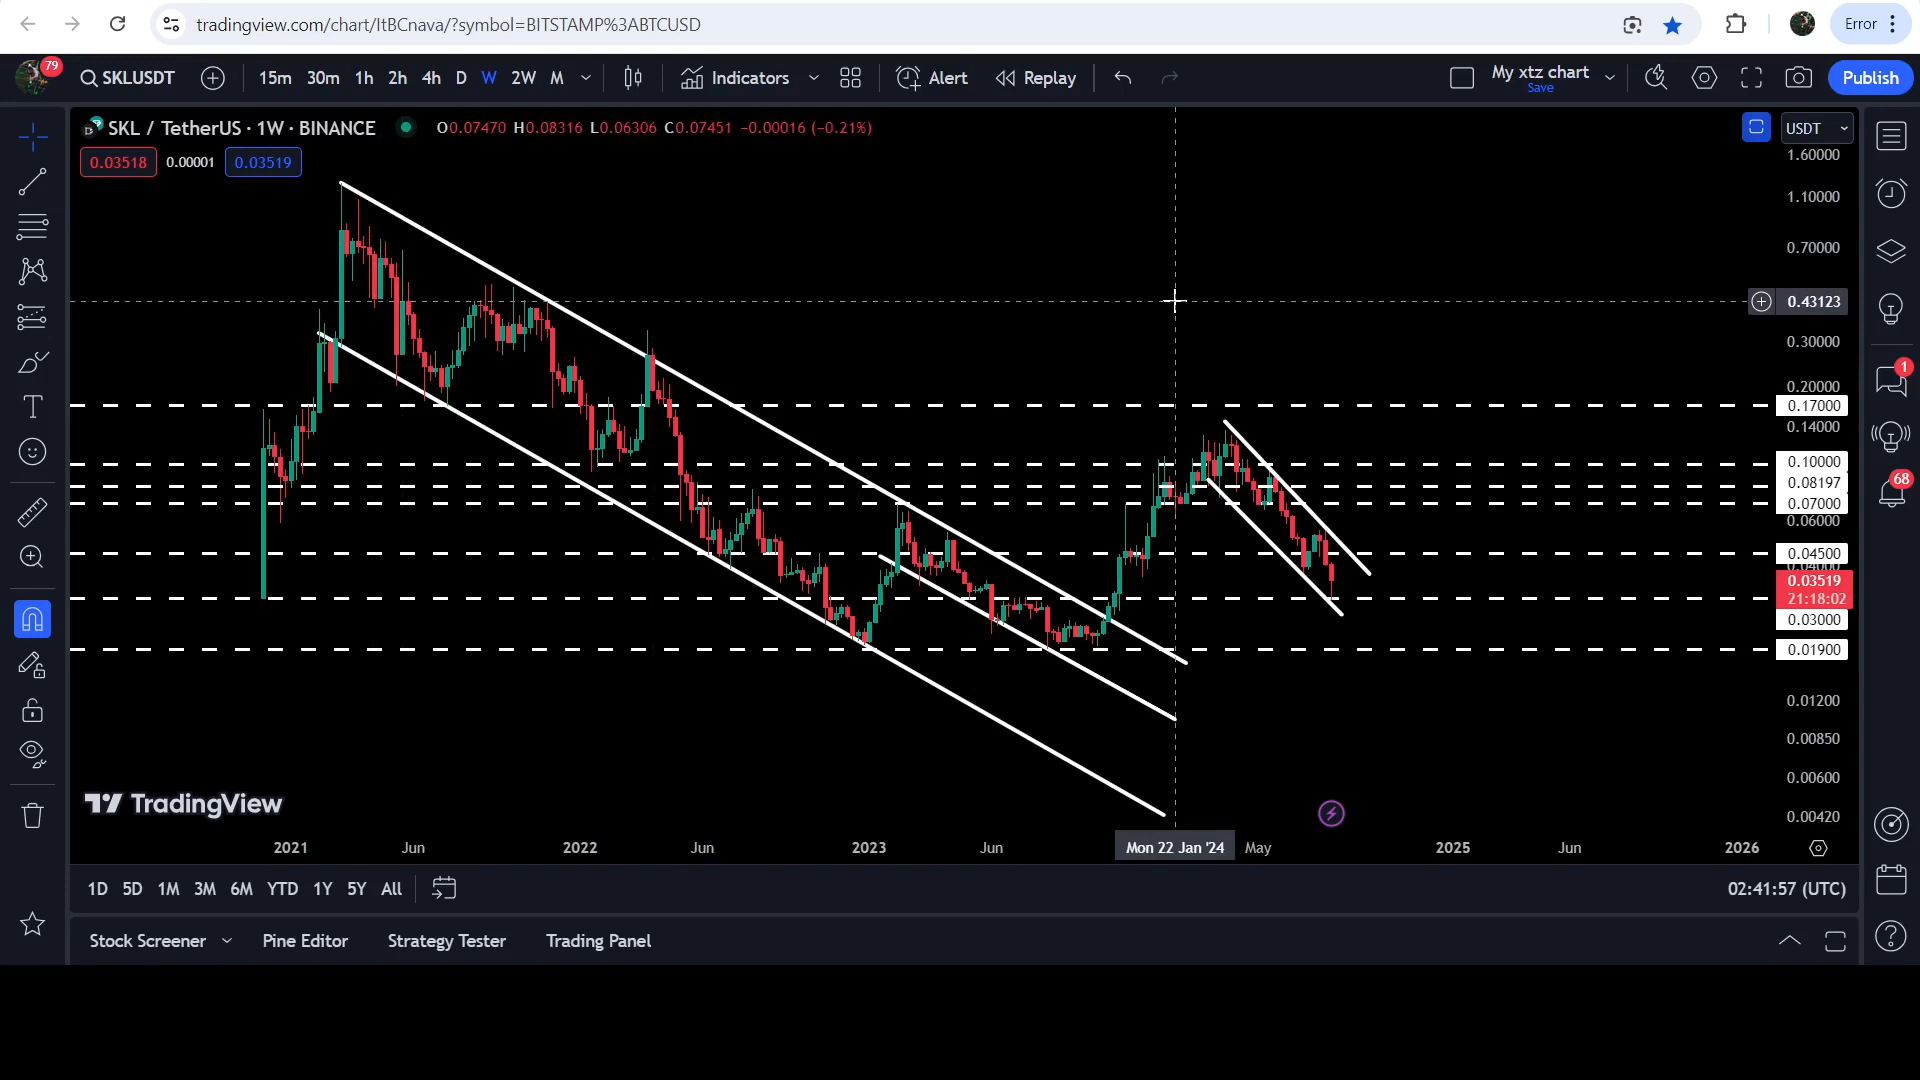 tradingview.com/chart/ItBCnava/?symbol=BITSTAMP%3ABTCUSD
Error
79
SKLUSDT
15m 30m 1h 2h 4h D W 2W M
Indicators
Alert
Replay
My xtz chart
Save
Publish
SKL / TetherUS · 1W · BINANCE
O0.07470 H0.08316 L0.06306 C0.07451 −0.00016 (−0.21%)
USDT
0.03518 0.00001 0.03519
1.60000
1.10000
0.70000
0.43123
0.30000
0.20000
0.17000
0.14000
0.10000
0.08197
0.07000
0.06000
0.04500
0.04000
0.03519
21:18:02
0.03000
0.01900
0.01200
0.00850
0.00600
0.00420
1
68
TradingView
2021 Jun 2022 Jun 2023 Jun Mon 22 Jan '24 May 2025 Jun 2026
1D 5D 1M 3M 6M YTD 1Y 5Y All
02:41:57 (UTC)
Stock Screener Pine Editor Strategy Tester Trading Panel